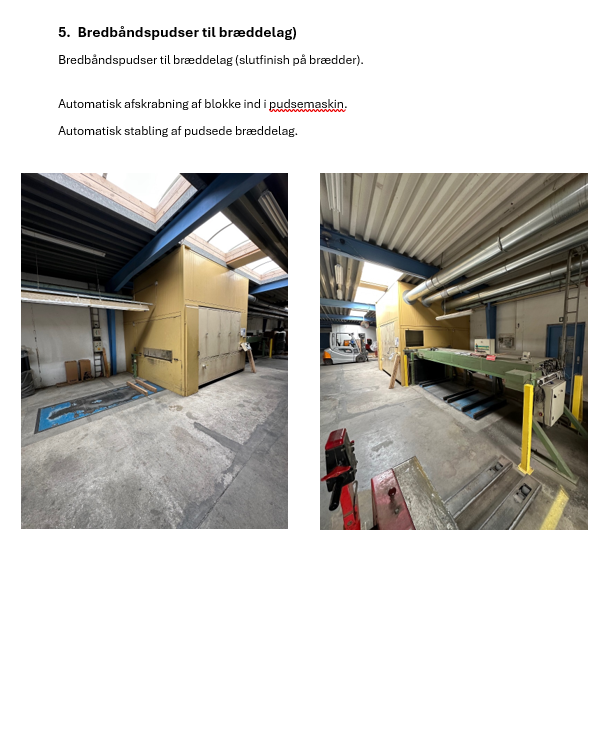 5. Bredbåndspudser til bræddelag)
Bredbåndspudser til bræddelag (slutfinish på brædder).
Automatisk afskrabning af blokke ind i pudsemaskin.
Automatisk stabling af pudsede bræddelag.